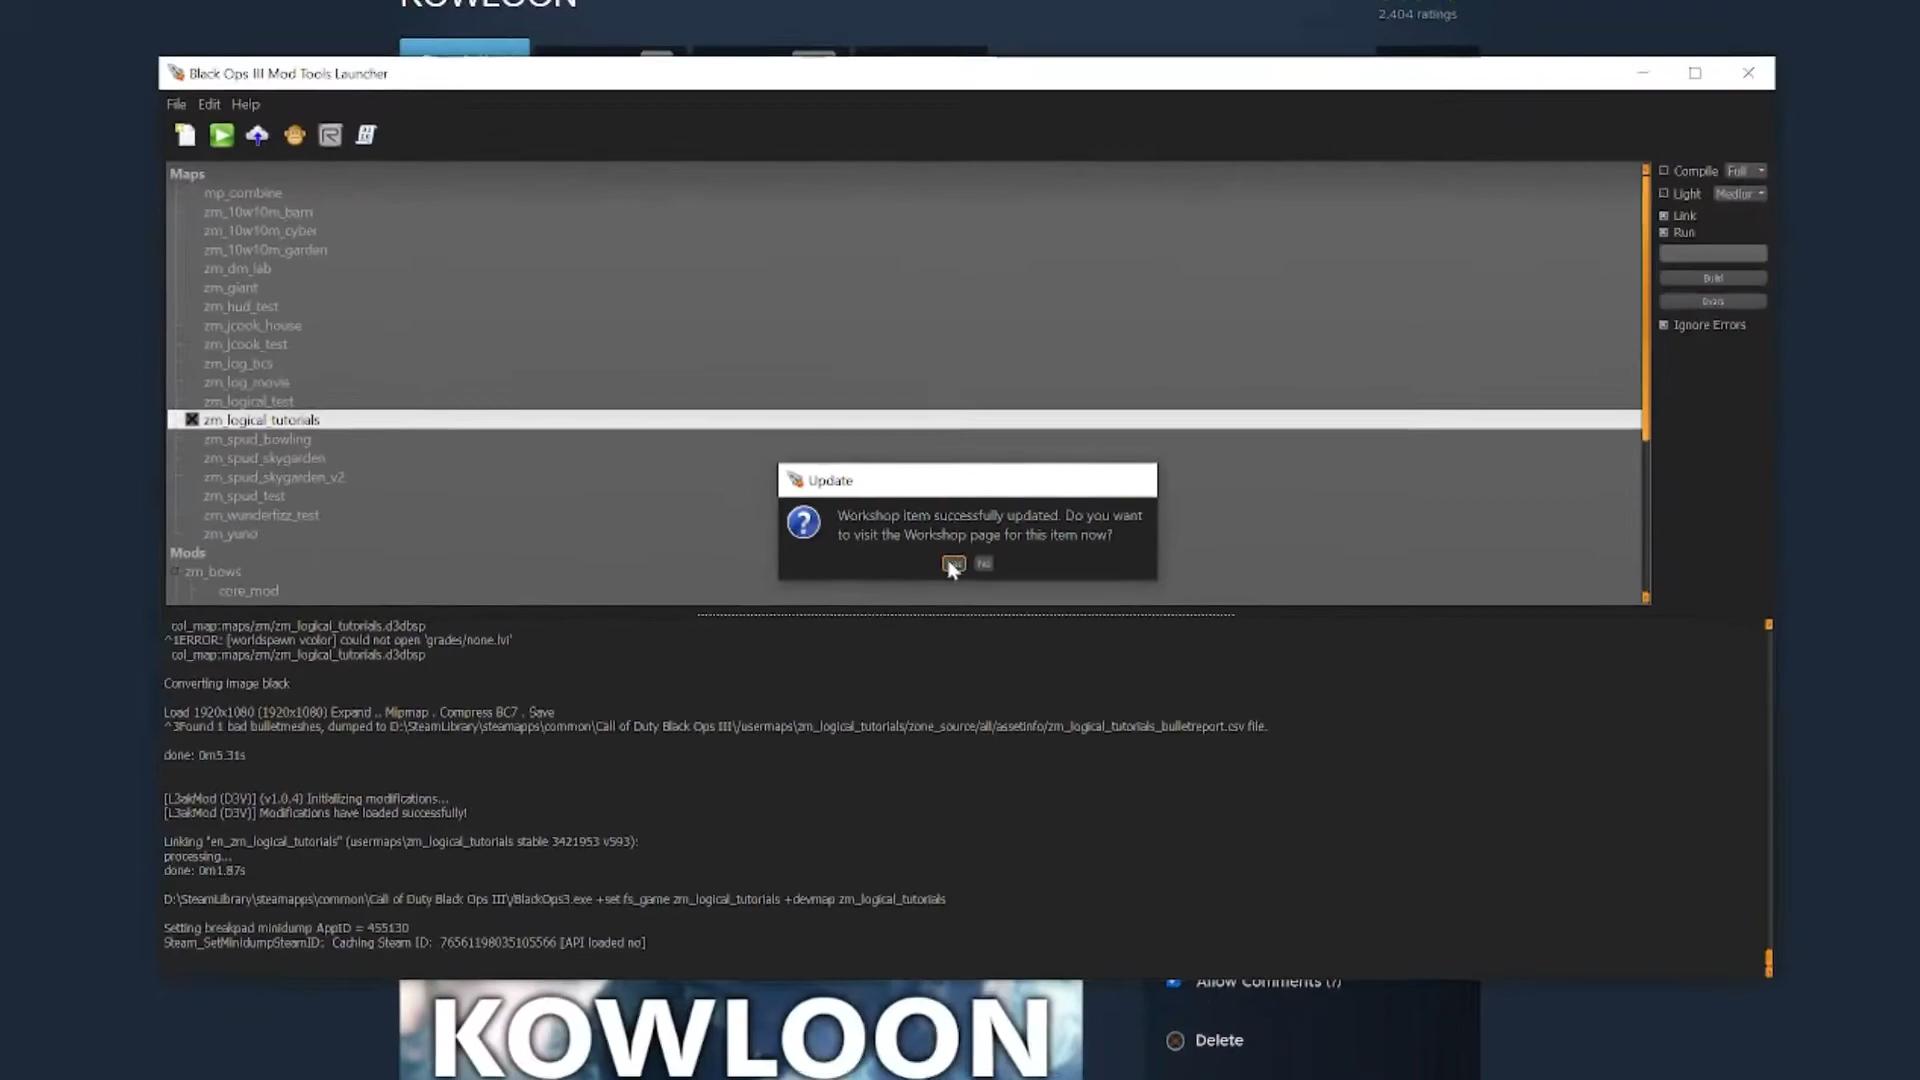 KOWLOON
2,404 ratings
Black Ops III Mod Tools Launcher
File Edit Help
Maps
mp_combine
zm_10w10m_barn
zm_10w10m_cyber
zm_10w10m_garden
zm_dm_lab
zm_giant
zm_hud_test
zm_jcook_house
zm_jcook_test
zm_log_bcs
zm_log_movie
zm_logical_test
zm_logical_tutorials
zm_spud_bowling
zm_spud_skygarden
zm_spud_skygarden_v2
zm_spud_test
zm_wunderfizz_test
zm_yuno
Mods
zm_bows
core_mod
Compile Full
Light
Link
Run
Build
Dvars
Ignore Errors
Update
Workshop item successfully updated. Do you want
to visit the Workshop page for this item now?
No
col_map:maps/zm/zm_logical_tutorials.d3dbsp
^1ERROR: [worldspawn vcolor] could not open 'grades/none.lvi'
col_map:maps/zm/zm_logical_tutorials.d3dbsp
Converting image black
Load 1920x1080 (1920x1080) Expand .. Mipmap . Compress BC7 . Save
^3Found 1 bad bulletmeshes, dumped to D:\SteamLibrary\steamapps\common\Call of Duty Black Ops III\/usermaps\zm_logical_tutorials/zone_source/all/assetinfo/zm_logical_tutorials_bulletreport.csv file.
done: 0m5.31s
[L3akMod (D3V)] (v1.0.4) Initializing modifications...
[L3akMod (D3V)] Modifications have loaded successfully!
Linking "en_zm_logical_tutorials" (usermaps\zm_logical_tutorials stable 3421953 v593):
processing...
done: 0m1.87s
D:\SteamLibrary\steamapps\common\Call of Duty Black Ops III\/BlackOps3.exe +set fs_game zm_logical_tutorials +devmap zm_logical_tutorials
Setting breakpad minidump AppID = 455130
Steam_SetMinidumpSteamID: Caching Steam ID: 76561198035105566 [API loaded no]
KOWLOON
Allow Comments (?)
Delete